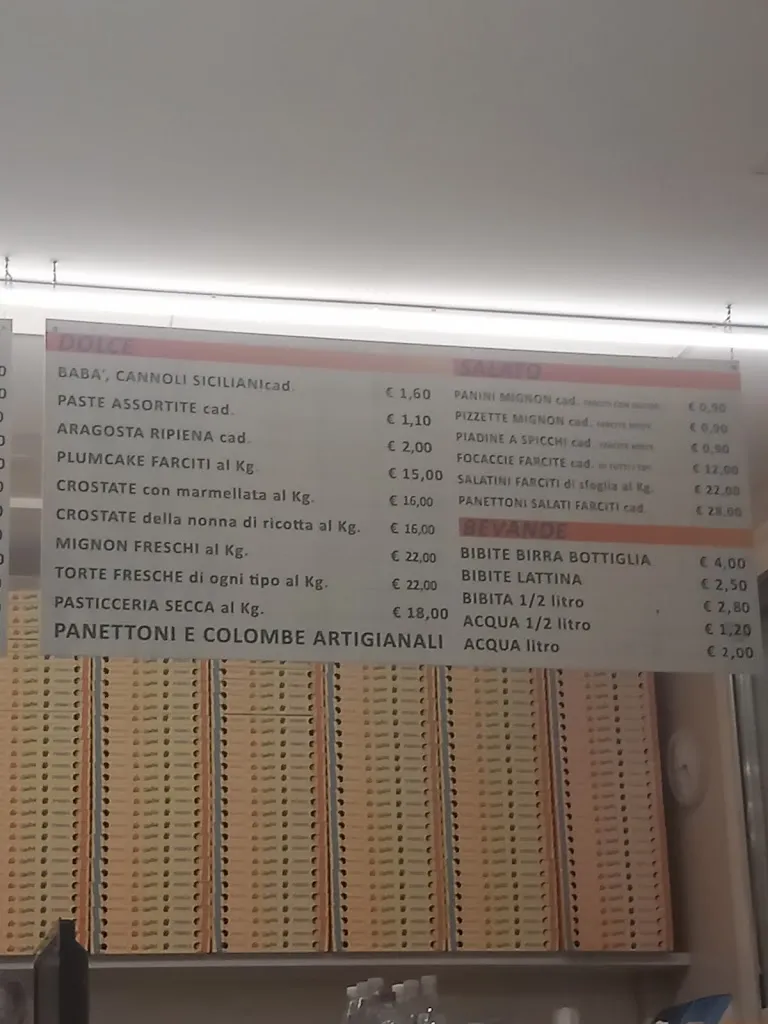 DOLCE
BABA', CANNOLI SICILIANIcad. € 1,60
PASTE ASSORTITE cad. € 1,10
ARAGOSTA RIPIENA cad. € 2,00
PLUMCAKE FARCITI al Kg. € 15,00
CROSTATE con marmellata al Kg. € 16,00
CROSTATE della nonna di ricotta al Kg. € 16,00
MIGNON FRESCHI al Kg. € 22,00
TORTE FRESCHE di ogni tipo al Kg. € 22,00
PASTICCERIA SECCA al Kg. € 18,00
PANETTONI E COLOMBE ARTIGIANALI
SALATO
PANINI MIGNON cad. € 0,90
PIZZETTE MIGNON cad. € 0,90
PIADINE A SPICCHI cad € 0,90
FOCACCIE FARCITE cad. € 12,00
SALATINI FARCITI di sfoglia al Kg. € 22,00
PANETTONI SALATI FARCITI cad. € 28,00
BEVANDE
BIBITE BIRRA BOTTIGLIA € 4,00
BIBITE LATTINA € 2,50
BIBITA 1/2 litro € 2,80
ACQUA 1/2 litro € 1,20
ACQUA litro € 2,00